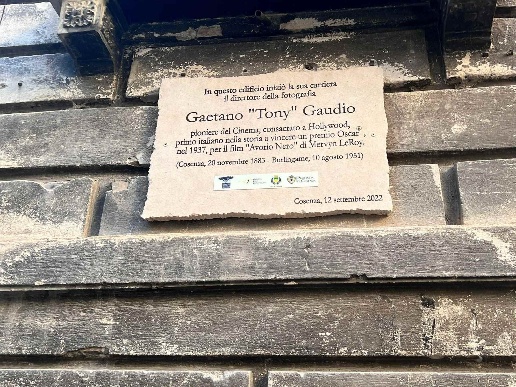 In questo edificio iniziò la sua carriera
il direttore della fotografia
Gaetano "Tony" Gaudio
pioniere del Cinema, consacrato a Hollywood,
primo italiano nella storia a vincere un premio Oscar
nel 1937, per il film "Avorio Nero" di Mervyn LeRoy.
(Cosenza, 20 novembre 1883 - Burlingame, 10 agosto 1951)
Cosenza, 12 settembre 2022